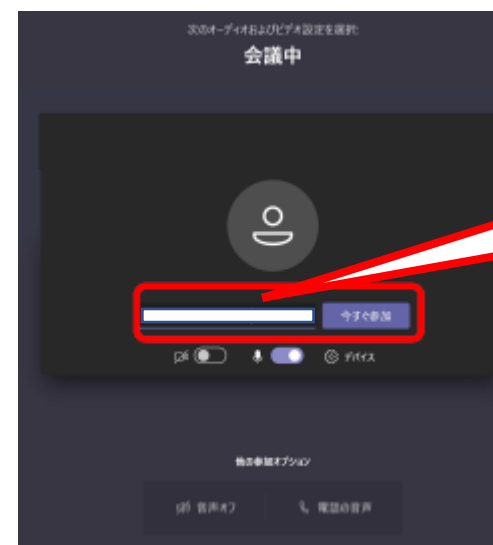 次のオーディオおよびビデオ設定を選択:
会議中
今すぐ参加
デバイス
他の参加オプション
音声オフ 電話の音声